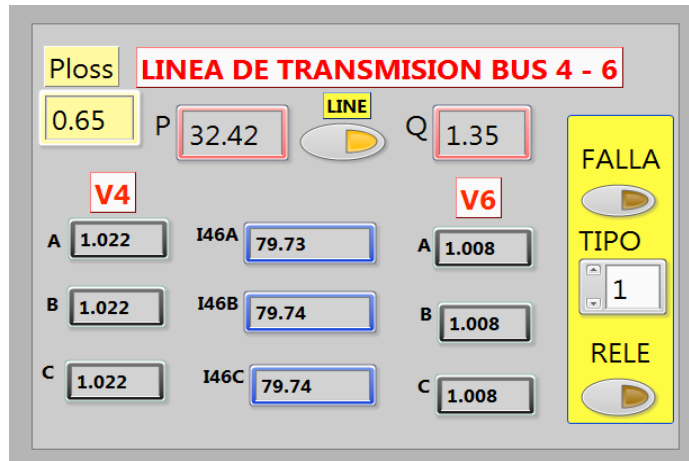 Ploss
LINEA DE TRANSMISION BUS 4 - 6
0.65
P
32.42
LINE
Q
1.35
FALLA
V4
V6
A
1.022
I46A
79.73
A
1.008
TIPO
1
B
1.022
I46B
79.74
B
1.008
RELE
C
1.022
I46C
79.74
C
1.008